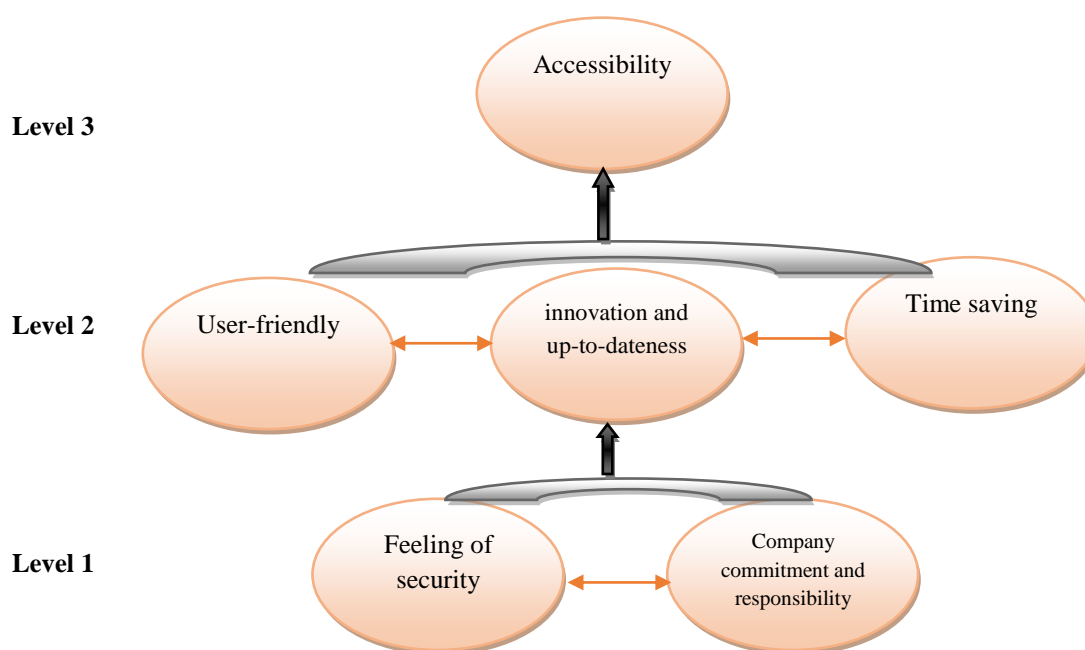 Accessibility
Level 3
User-friendly
innovation and
up-to-dateness
Time saving
Level 2
Feeling of
security
Company
commitment and
responsibility
Level 1